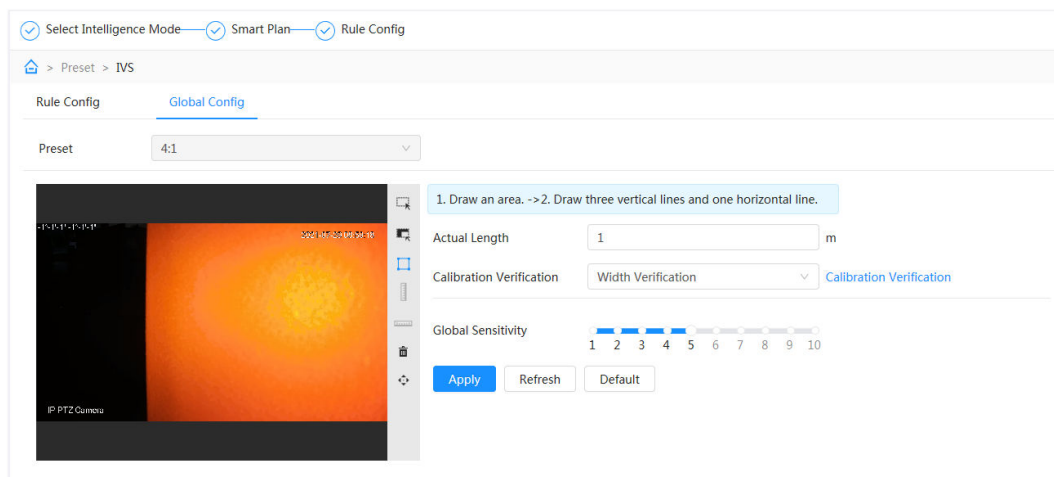 Select Intelligence Mode Smart Plan Rule Config
> Preset > IVS
Rule Config Global Config
Preset 4:1
1. Draw an area. ->2. Draw three vertical lines and one horizontal line.
Actual Length 1 m
Calibration Verification Width Verification Calibration Verification
Global Sensitivity
1 2 3 4 5 6 7 8 9 10
Apply Refresh Default
IP PTZ Camera